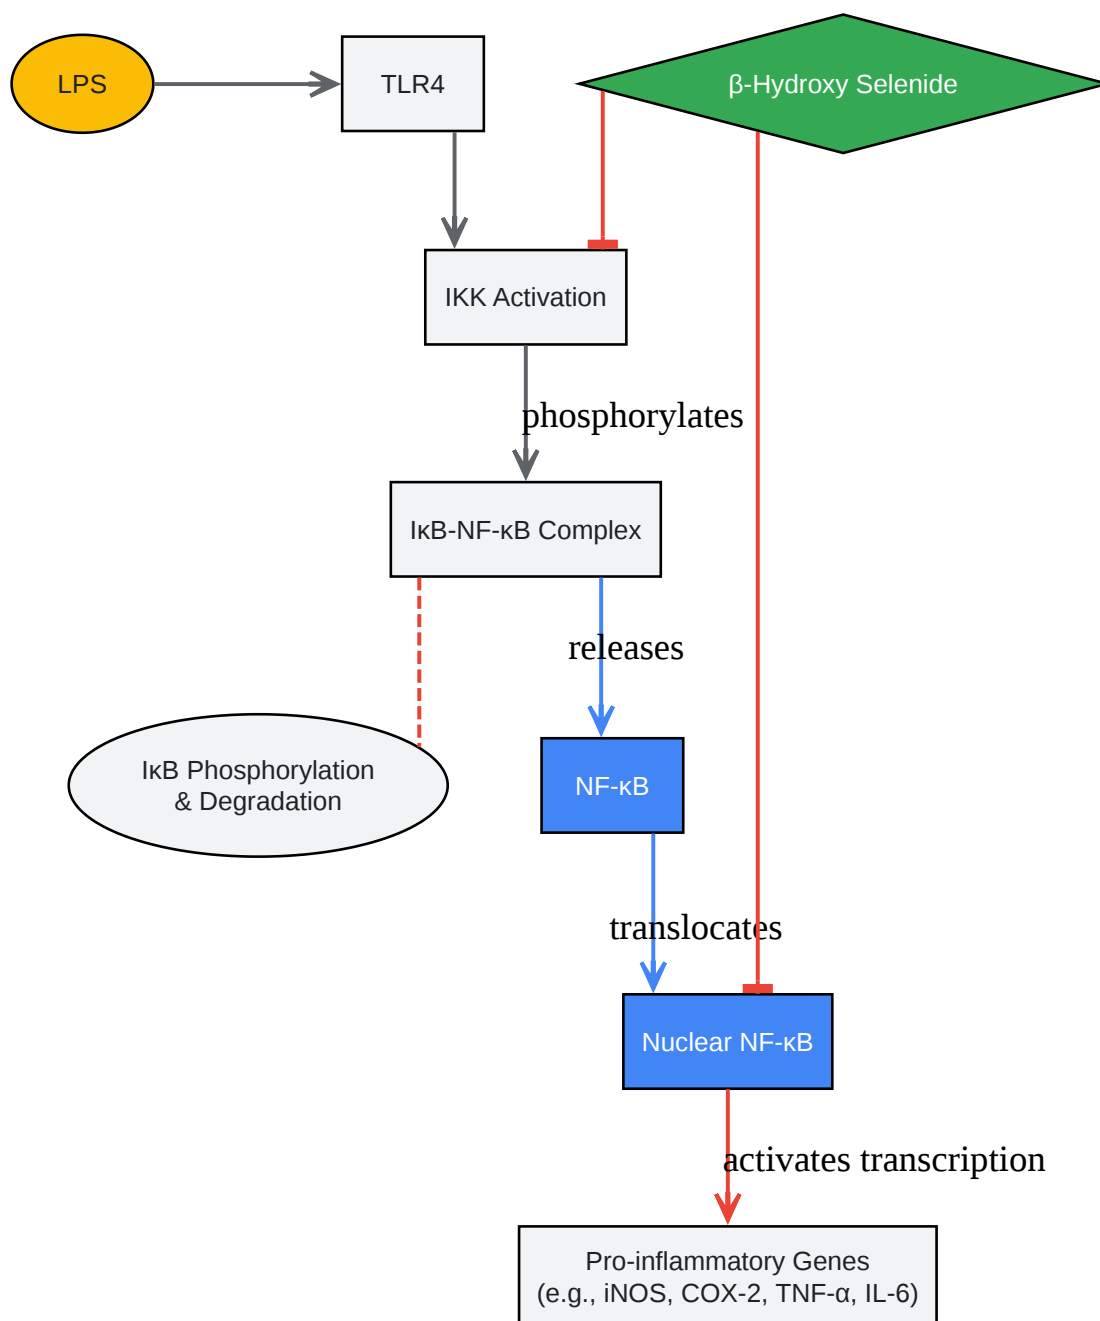 LPS
TLR4
β-Hydroxy Selenide
IKK Activation
phosphorylates
IκB-NF-κB Complex
releases
IκB Phosphorylation
& Degradation
NF-κB
translocates
Nuclear NF-κB
activates transcription
Pro-inflammatory Genes
(e.g., iNOS, COX-2, TNF-α, IL-6)